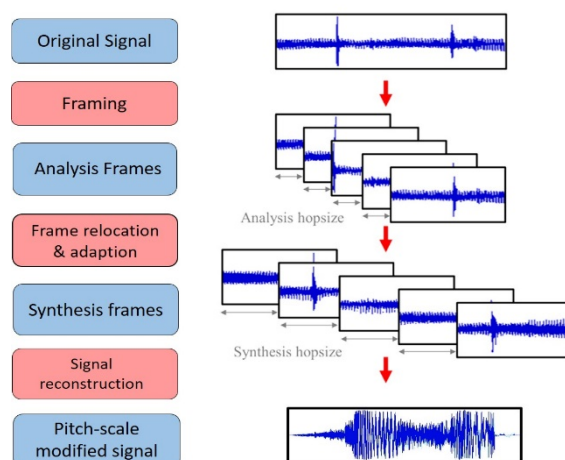 Original Signal
Framing
Analysis Frames
Analysis hopsize
Frame relocation
& adaption
Synthesis frames
Synthesis hopsize
Signal
reconstruction
Pitch-scale
modified signal